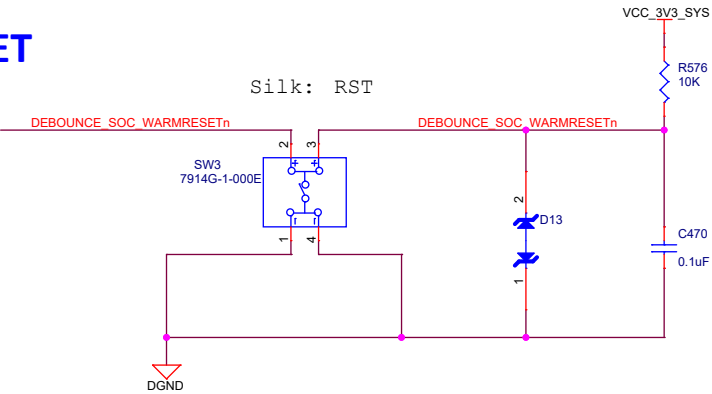 VCC_3V3_SYS
ET
R576
10K
Silk: RST
DEBOUNCE_SOC_WARMRESETn
DEBOUNCE_SOC_WARMRESETn
2
3
SW3
7914G-1-000E
1
4
2
D13
1
C470
0.1uF
DGND